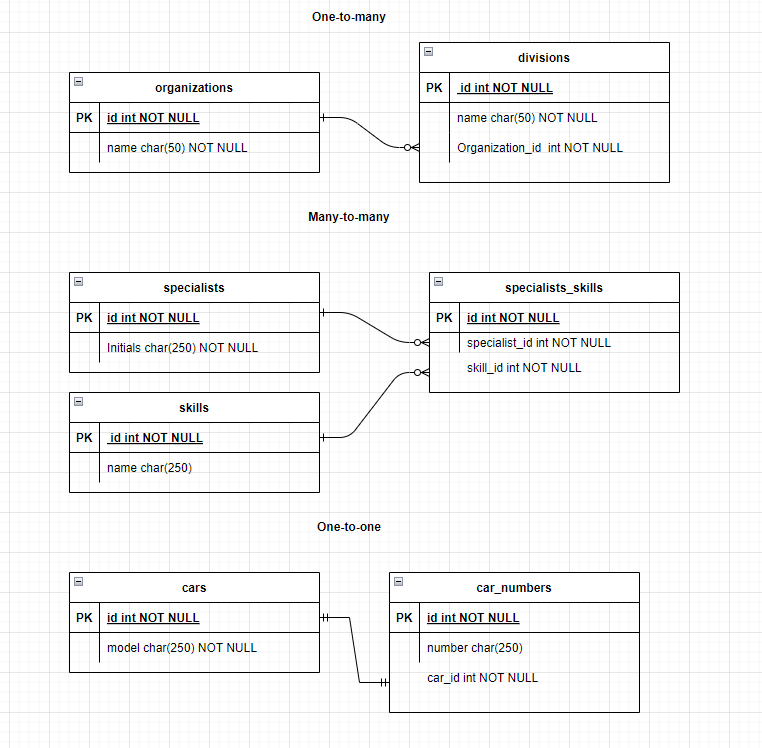 One-to-many
organizations
PK id int NOT NULL
name char(50) NOT NULL
divisions
PK id int NOT NULL
name char(50) NOT NULL
Organization_id int NOT NULL
Many-to-many
specialists
PK id int NOT NULL
Initials char(250) NOT NULL
specialists_skills
PK id int NOT NULL
specialist_id int NOT NULL
skill_id int NOT NULL
skills
PK id int NOT NULL
name char(250)
One-to-one
cars
PK id int NOT NULL
model char(250) NOT NULL
car_numbers
PK id int NOT NULL
number char(250)
car_id int NOT NULL